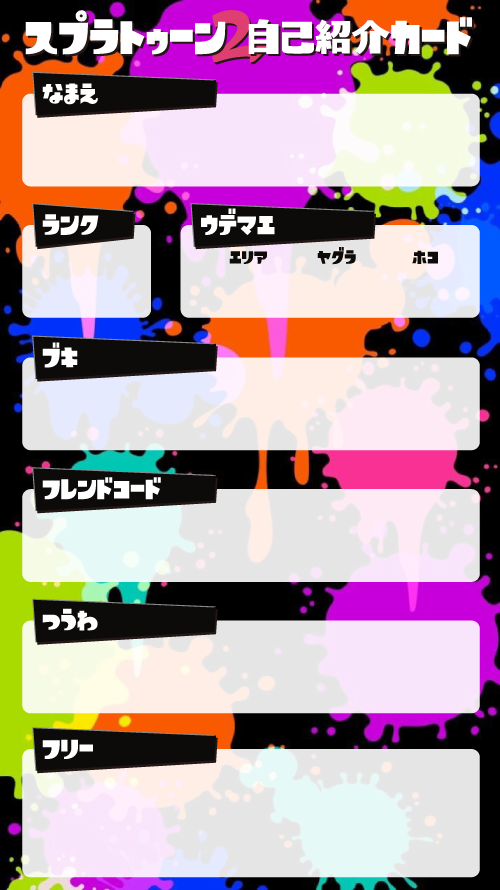 スプラトゥーン2自己紹介カード
なまえ
ランク
ウデマエ
エリア ヤグラ ホコ
ブキ
フレンドコード
つうわ
フリー